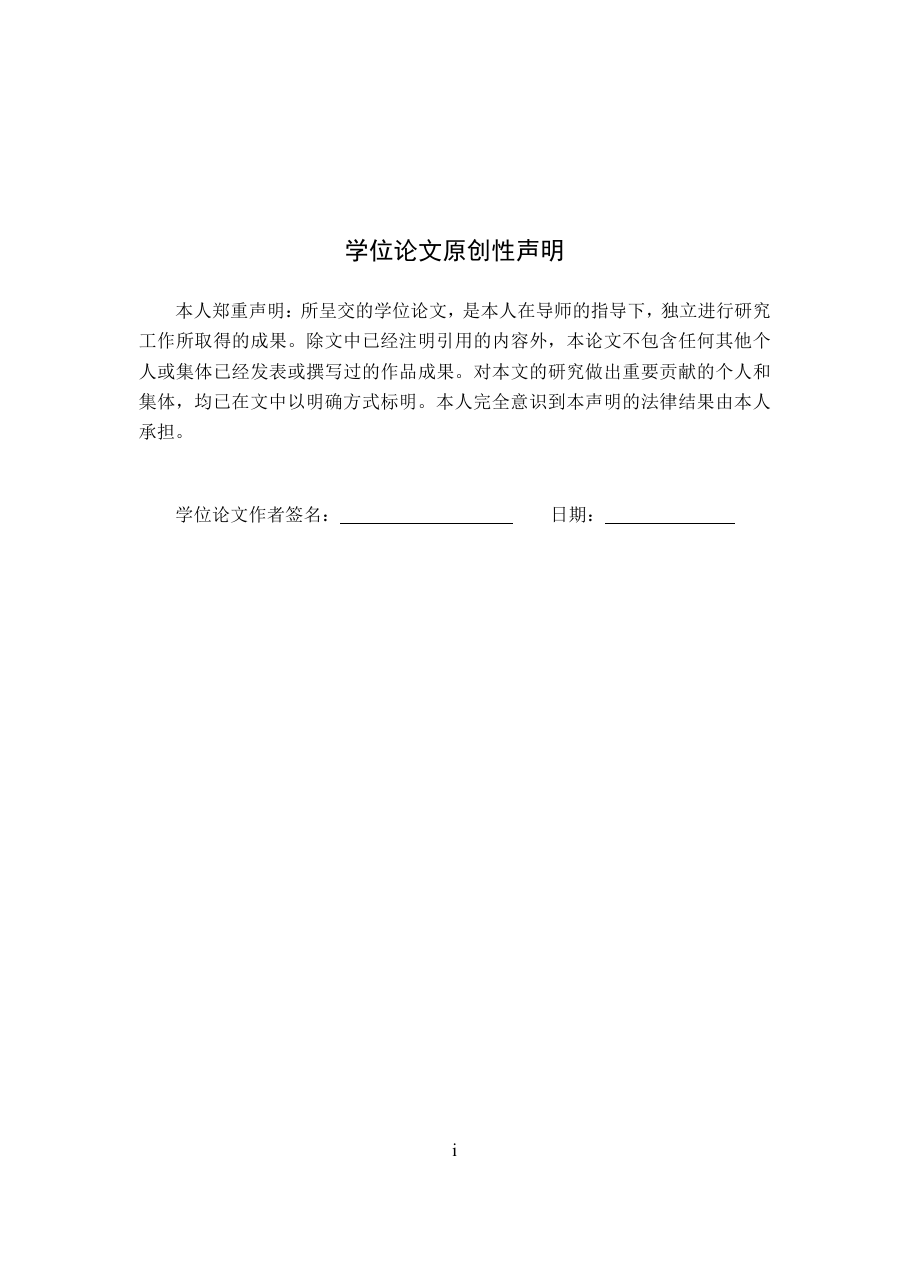 学位论文原创性声明
本人郑重声明：所呈交的学位论文，是本人在导师的指导下，独立进行研究
工作所取得的成果。除文中已经注明引用的内容外，本论文不包含任何其他个
人或集体已经发表或撰写过的作品成果。对本文的研究做出重要贡献的个人和
集体，均已在文中以明确方式标明。本人完全意识到本声明的法律结果由本人
承担。
学位论文作者签名： 日期：
i